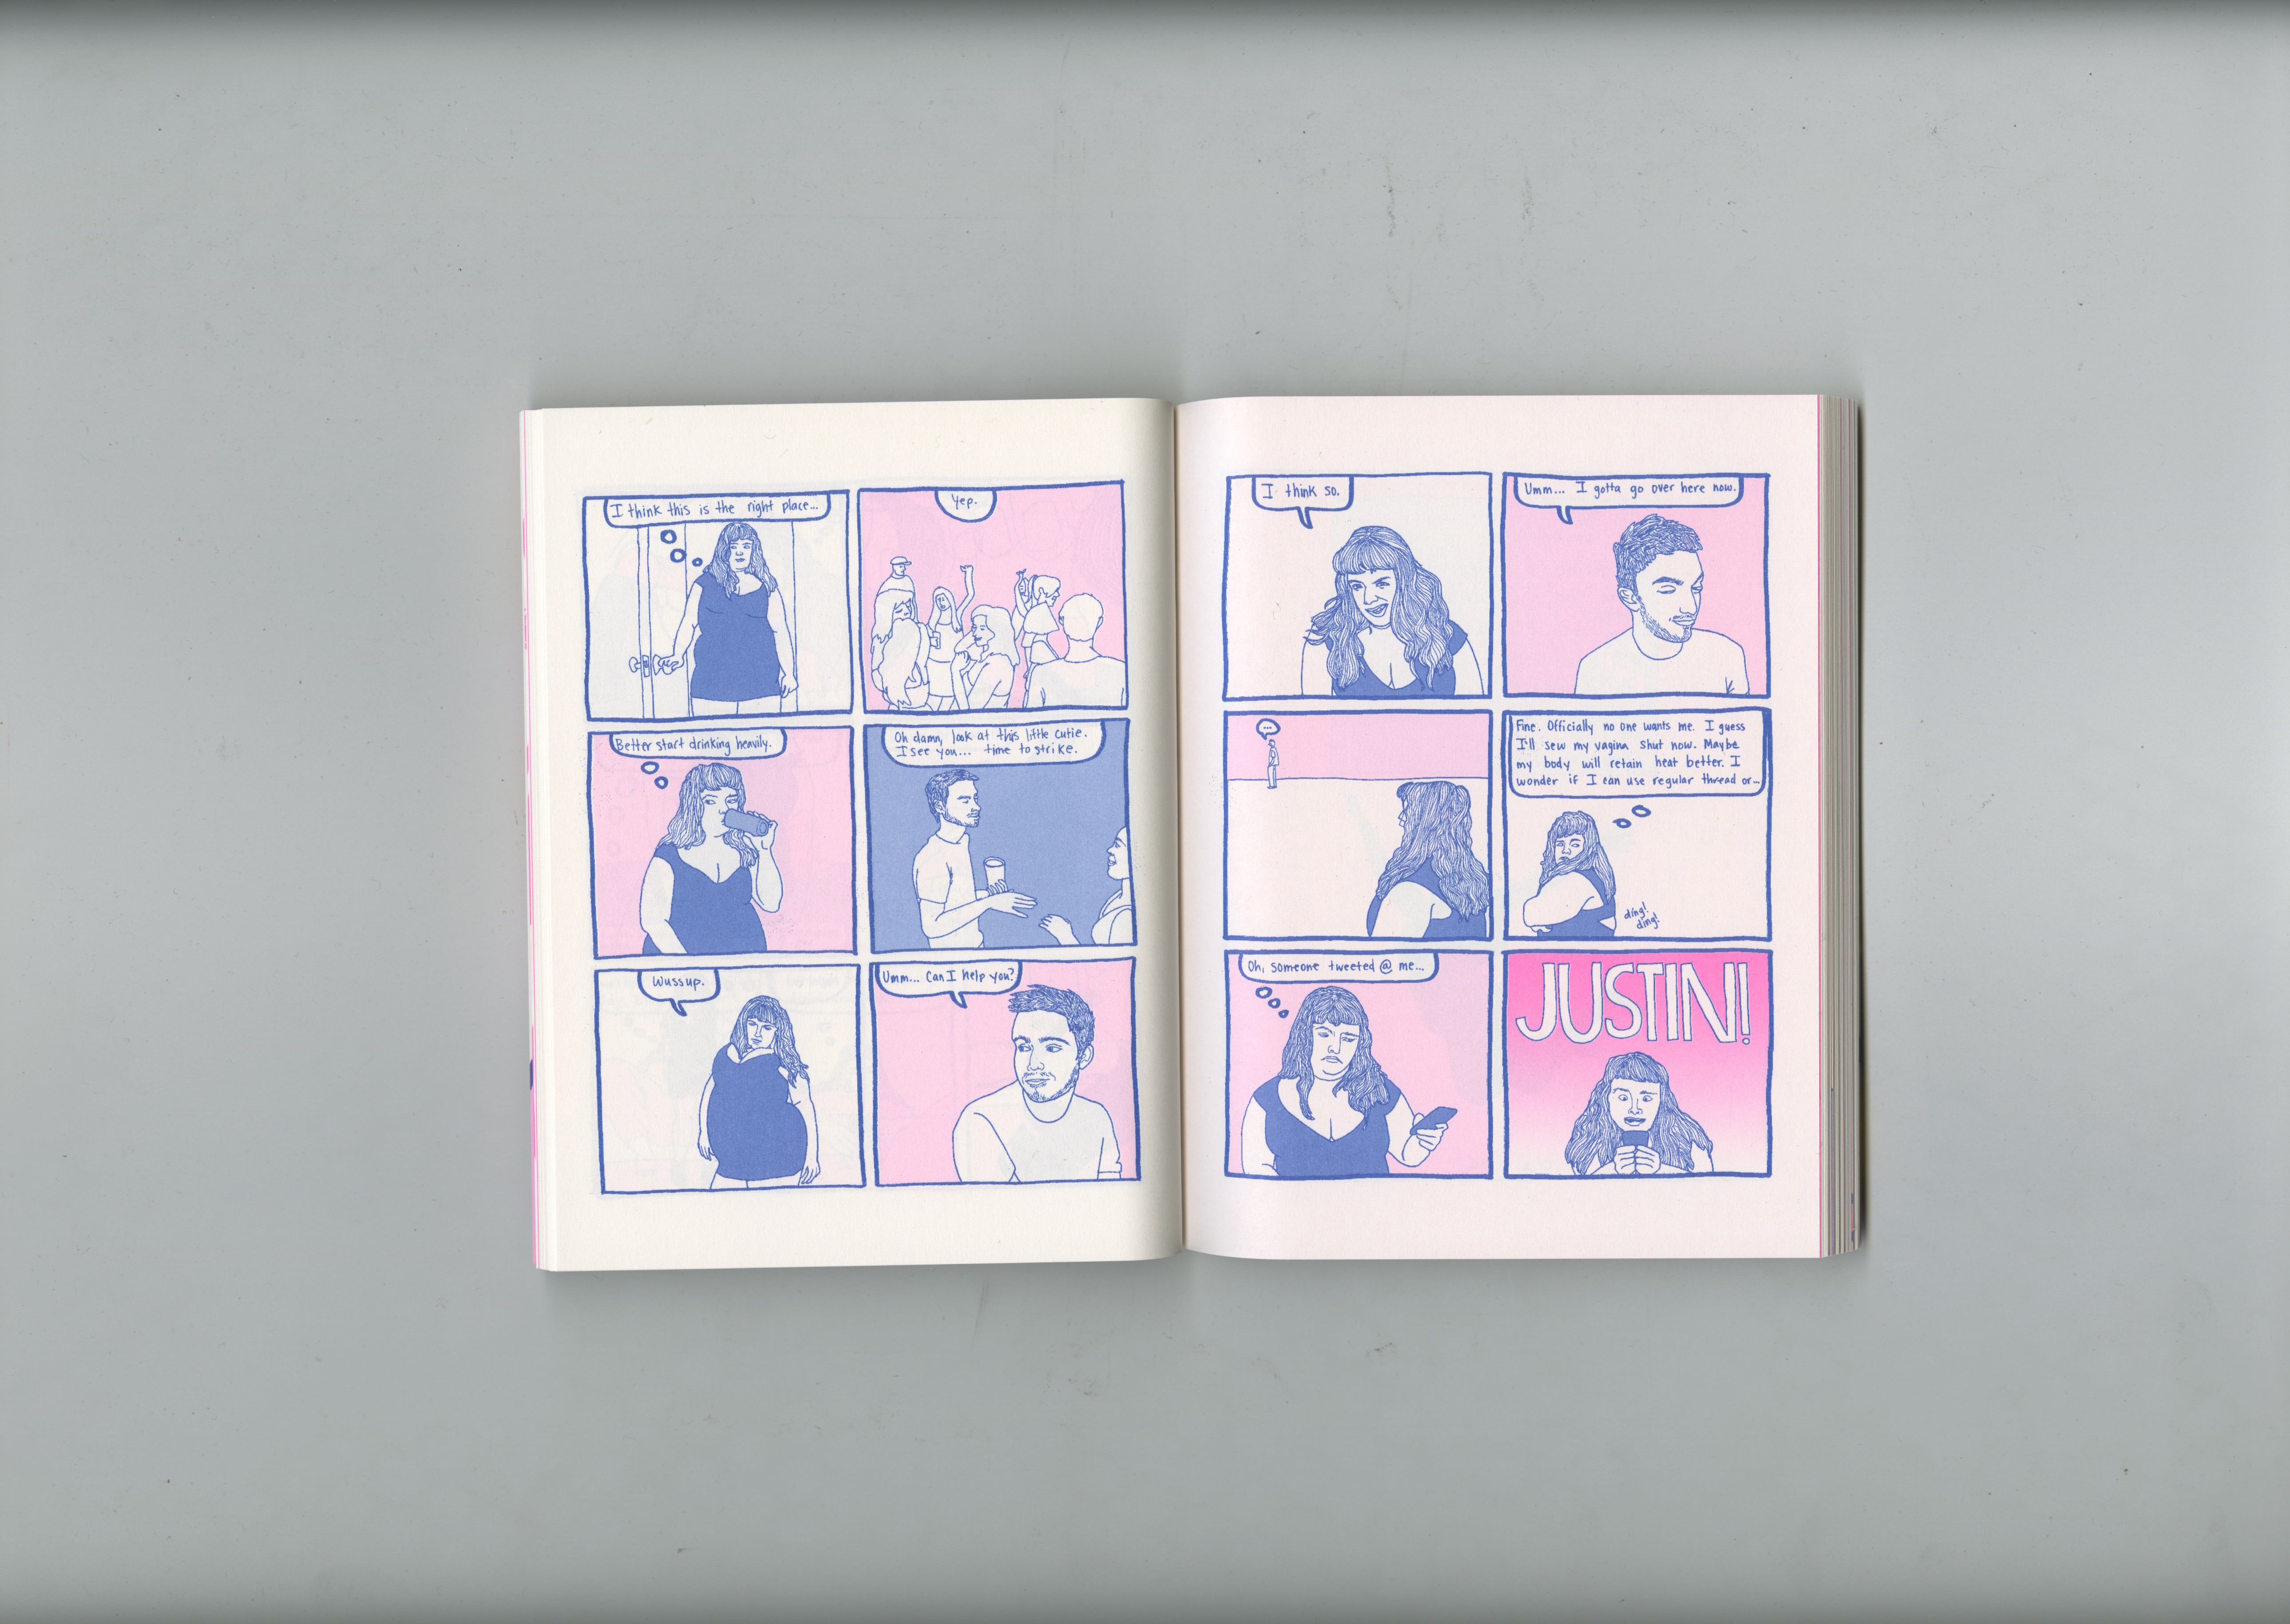 I think this is the right place...
Yep.
Better start drinking heavily.
Oh damn, look at this little cutie.
I see you... time to strike.
Wussup.
Umm... Can I help you?
I think so.
Umm... I gotta go over here now.
...
Fine. Officially no one wants me. I guess
I'll sew my vagina shut now. Maybe
my body will retain heat better. I
wonder if I can use regular thread or...
ding!
ding!
Oh, someone tweeted @ me...
JUSTIN!